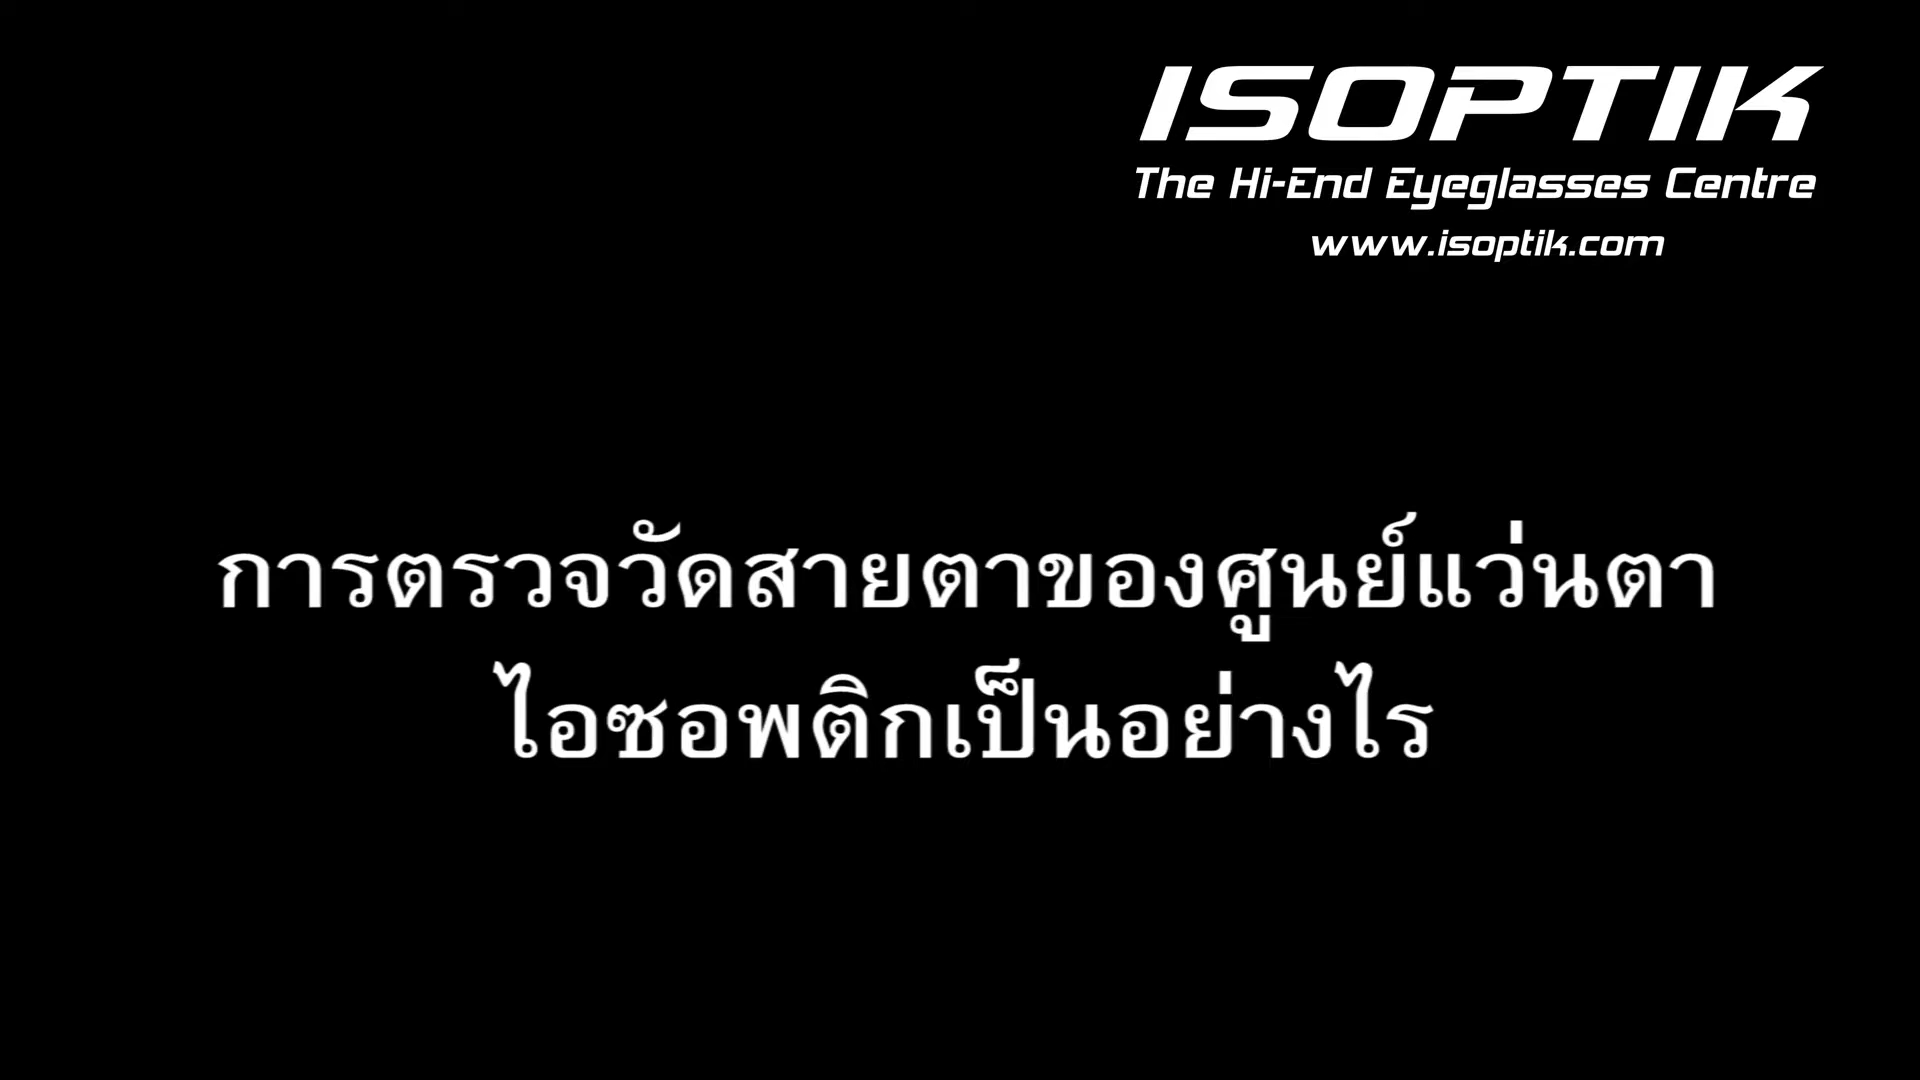 ISOPTIK
The Hi-End Eyeglasses Centre
www.isoptik.com
การตรวจวัดสายตาของศูนย์แว่นตา
ไอซอพติกเป็นอย่างไร